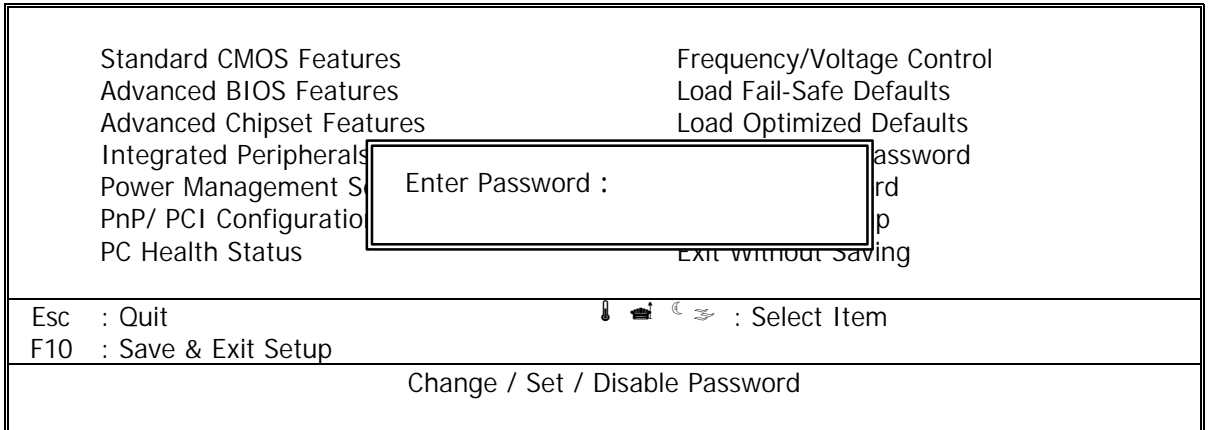 Standard CMOS Features
Advanced BIOS Features
Advanced Chipset Features
Integrated Peripherals
Power Management S
PnP/ PCI Configuratio
PC Health Status
Frequency/Voltage Control
Load Fail-Safe Defaults
Load Optimized Defaults
assword
rd
p
Exit Without Saving
Enter Password :
Esc : Quit
: Select Item
F10 : Save & Exit Setup
Change / Set / Disable Password